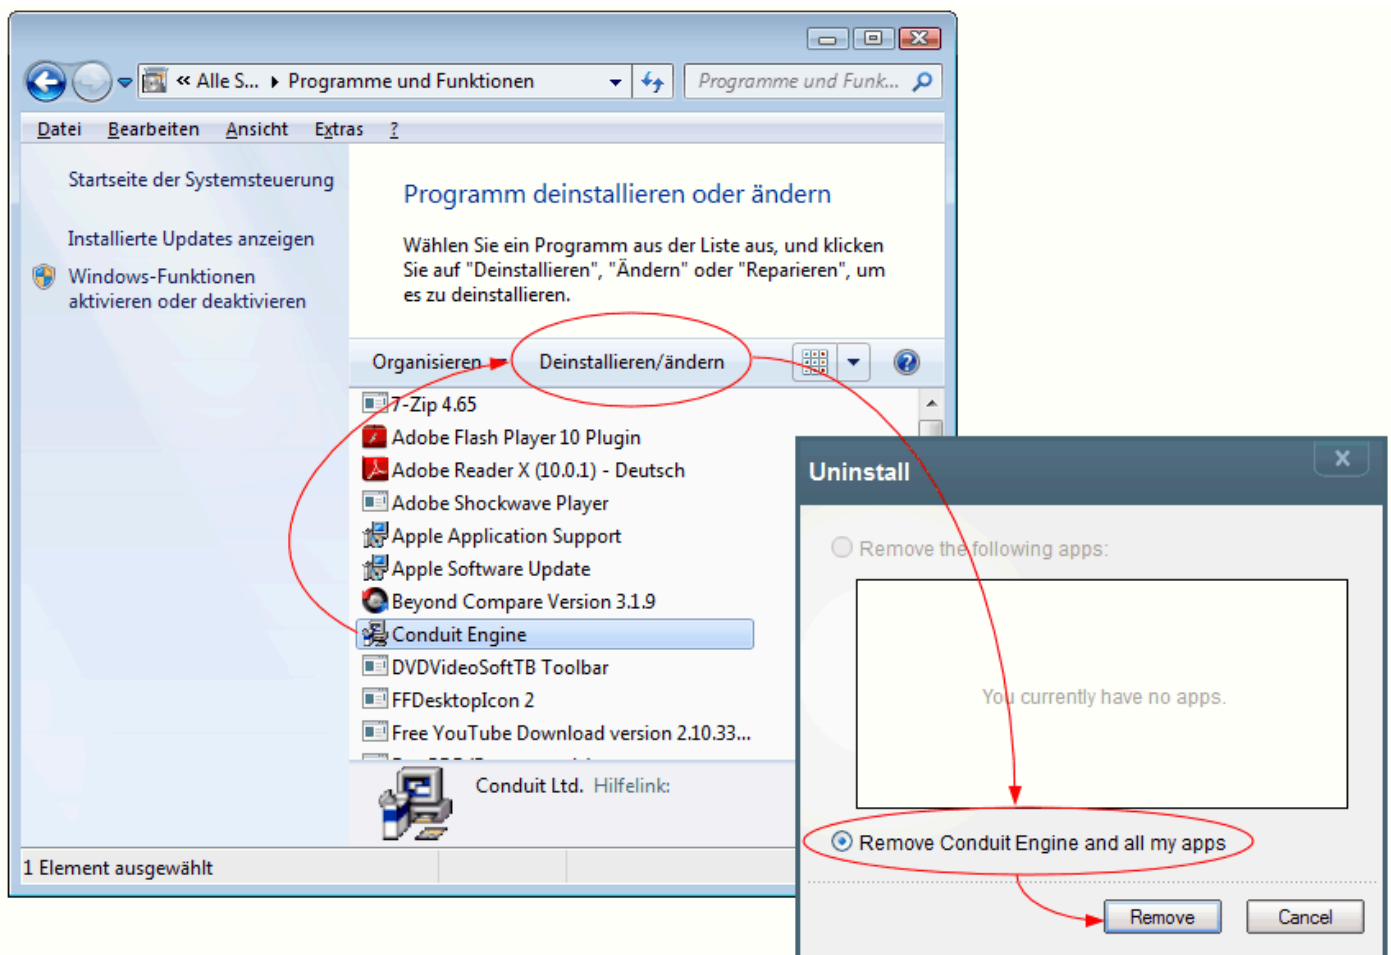 « Alle S... ▸ Programme und Funktionen
Programme und Funk...
Datei Bearbeiten Ansicht Extras ?
Startseite der Systemsteuerung
Installierte Updates anzeigen
Windows-Funktionen
aktivieren oder deaktivieren
Programm deinstallieren oder ändern
Wählen Sie ein Programm aus der Liste aus, und klicken
Sie auf "Deinstallieren", "Ändern" oder "Reparieren", um
es zu deinstallieren.
Organisieren Deinstallieren/ändern
7-Zip 4.65
Adobe Flash Player 10 Plugin
Adobe Reader X (10.0.1) - Deutsch
Adobe Shockwave Player
Apple Application Support
Apple Software Update
Beyond Compare Version 3.1.9
Conduit Engine
DVDVideoSoftTB Toolbar
FFDesktopIcon 2
Free YouTube Download version 2.10.33...
Conduit Ltd. Hilfelink:
1 Element ausgewählt
Uninstall
Remove the following apps:
You currently have no apps.
Remove Conduit Engine and all my apps
Remove Cancel